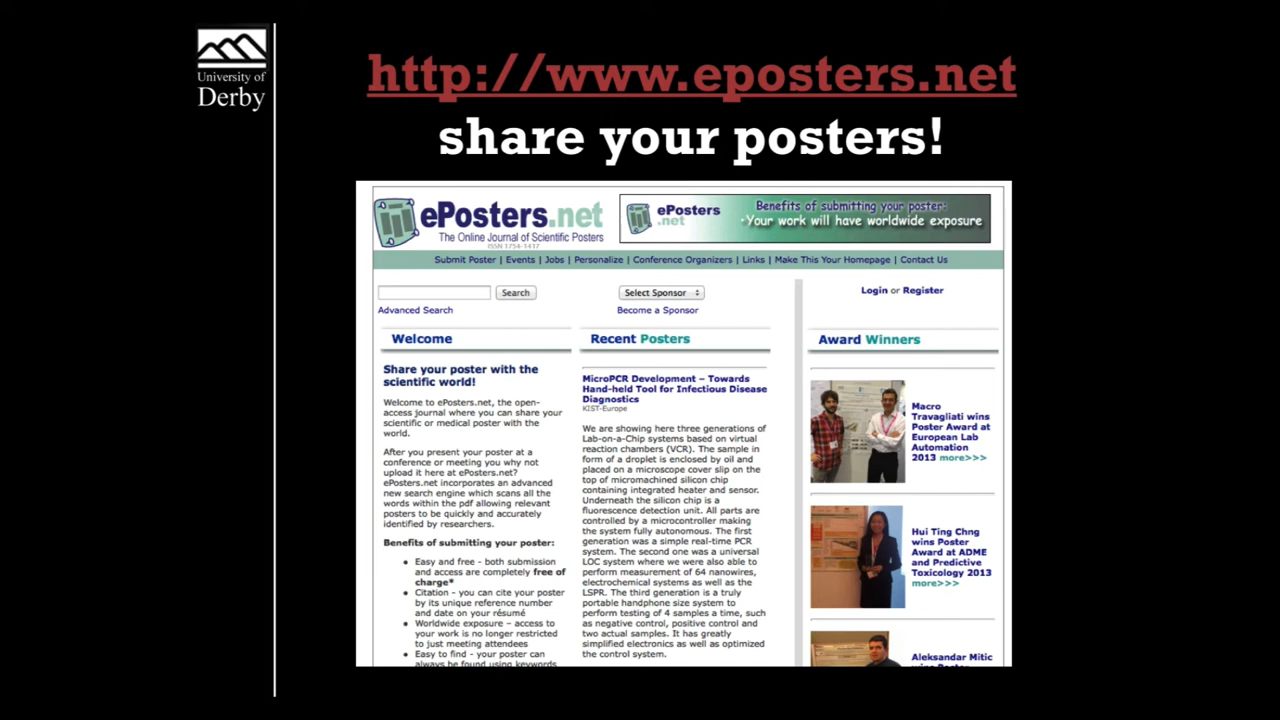 University of
Derby
http://www.eposters.net
share your posters!
ePosters.net
The Online Journal of Scientific Posters
ISSN 1754-1417
ePosters
.net
Benefits of submitting your poster:
·Your work will have worldwide exposure
Submit Poster | Events | Jobs | Personalize | Conference Organizers | Links | Make This Your Homepage | Contact Us
Search
Advanced Search
Select Sponsor
Become a Sponsor
Login or Register
Welcome
Share your poster with the
scientific world!
Welcome to ePosters.net, the open-
access journal where you can share your
scientific or medical poster with the
world.
After you present your poster at a
conference or meeting you why not
upload it here at ePosters.net?
ePosters.net incorporates an advanced
new search engine which scans all the
words within the pdf allowing relevant
posters to be quickly and accurately
identified by researchers.
Benefits of submitting your poster:
• Easy and free - both submission
and access are completely free of
charge*
• Citation - you can cite your poster
by its unique reference number
and date on your résumé
• Worldwide exposure – access to
your work is no longer restricted
to just meeting attendees
• Easy to find - your poster can
always be found using keywords
Recent Posters
MicroPCR Development – Towards
Hand-held Tool for Infectious Disease
Diagnostics
KIST-Europe
We are showing here three generations of
Lab-on-a-Chip systems based on virtual
reaction chambers (VCR). The sample in
form of a droplet is enclosed by oil and
placed on a microscope cover slip on the
top of micromachined silicon chip
containing integrated heater and sensor.
Underneath the silicon chip is a
fluorescence detection unit. All parts are
controlled by a microcontroller making
the system fully autonomous. The first
generation was a simple real-time PCR
system. The second one was a universal
LOC system where we were also able to
perform measurement of 64 nanowires,
electrochemical systems as well as the
LSPR. The third generation is a truly
portable handphone size system to
perform testing of 4 samples a time, such
as negative control, positive control and
two actual samples. It has greatly
simplified electronics as well as optimized
the control system.
Award Winners
Macro
Travagliati wins
Poster Award at
European Lab
Automation
2013 more>>>
Hui Ting Chng
wins Poster
Award at ADME
and Predictive
Toxicology 2013
more>>>
Aleksandar Mitic
wins Poster